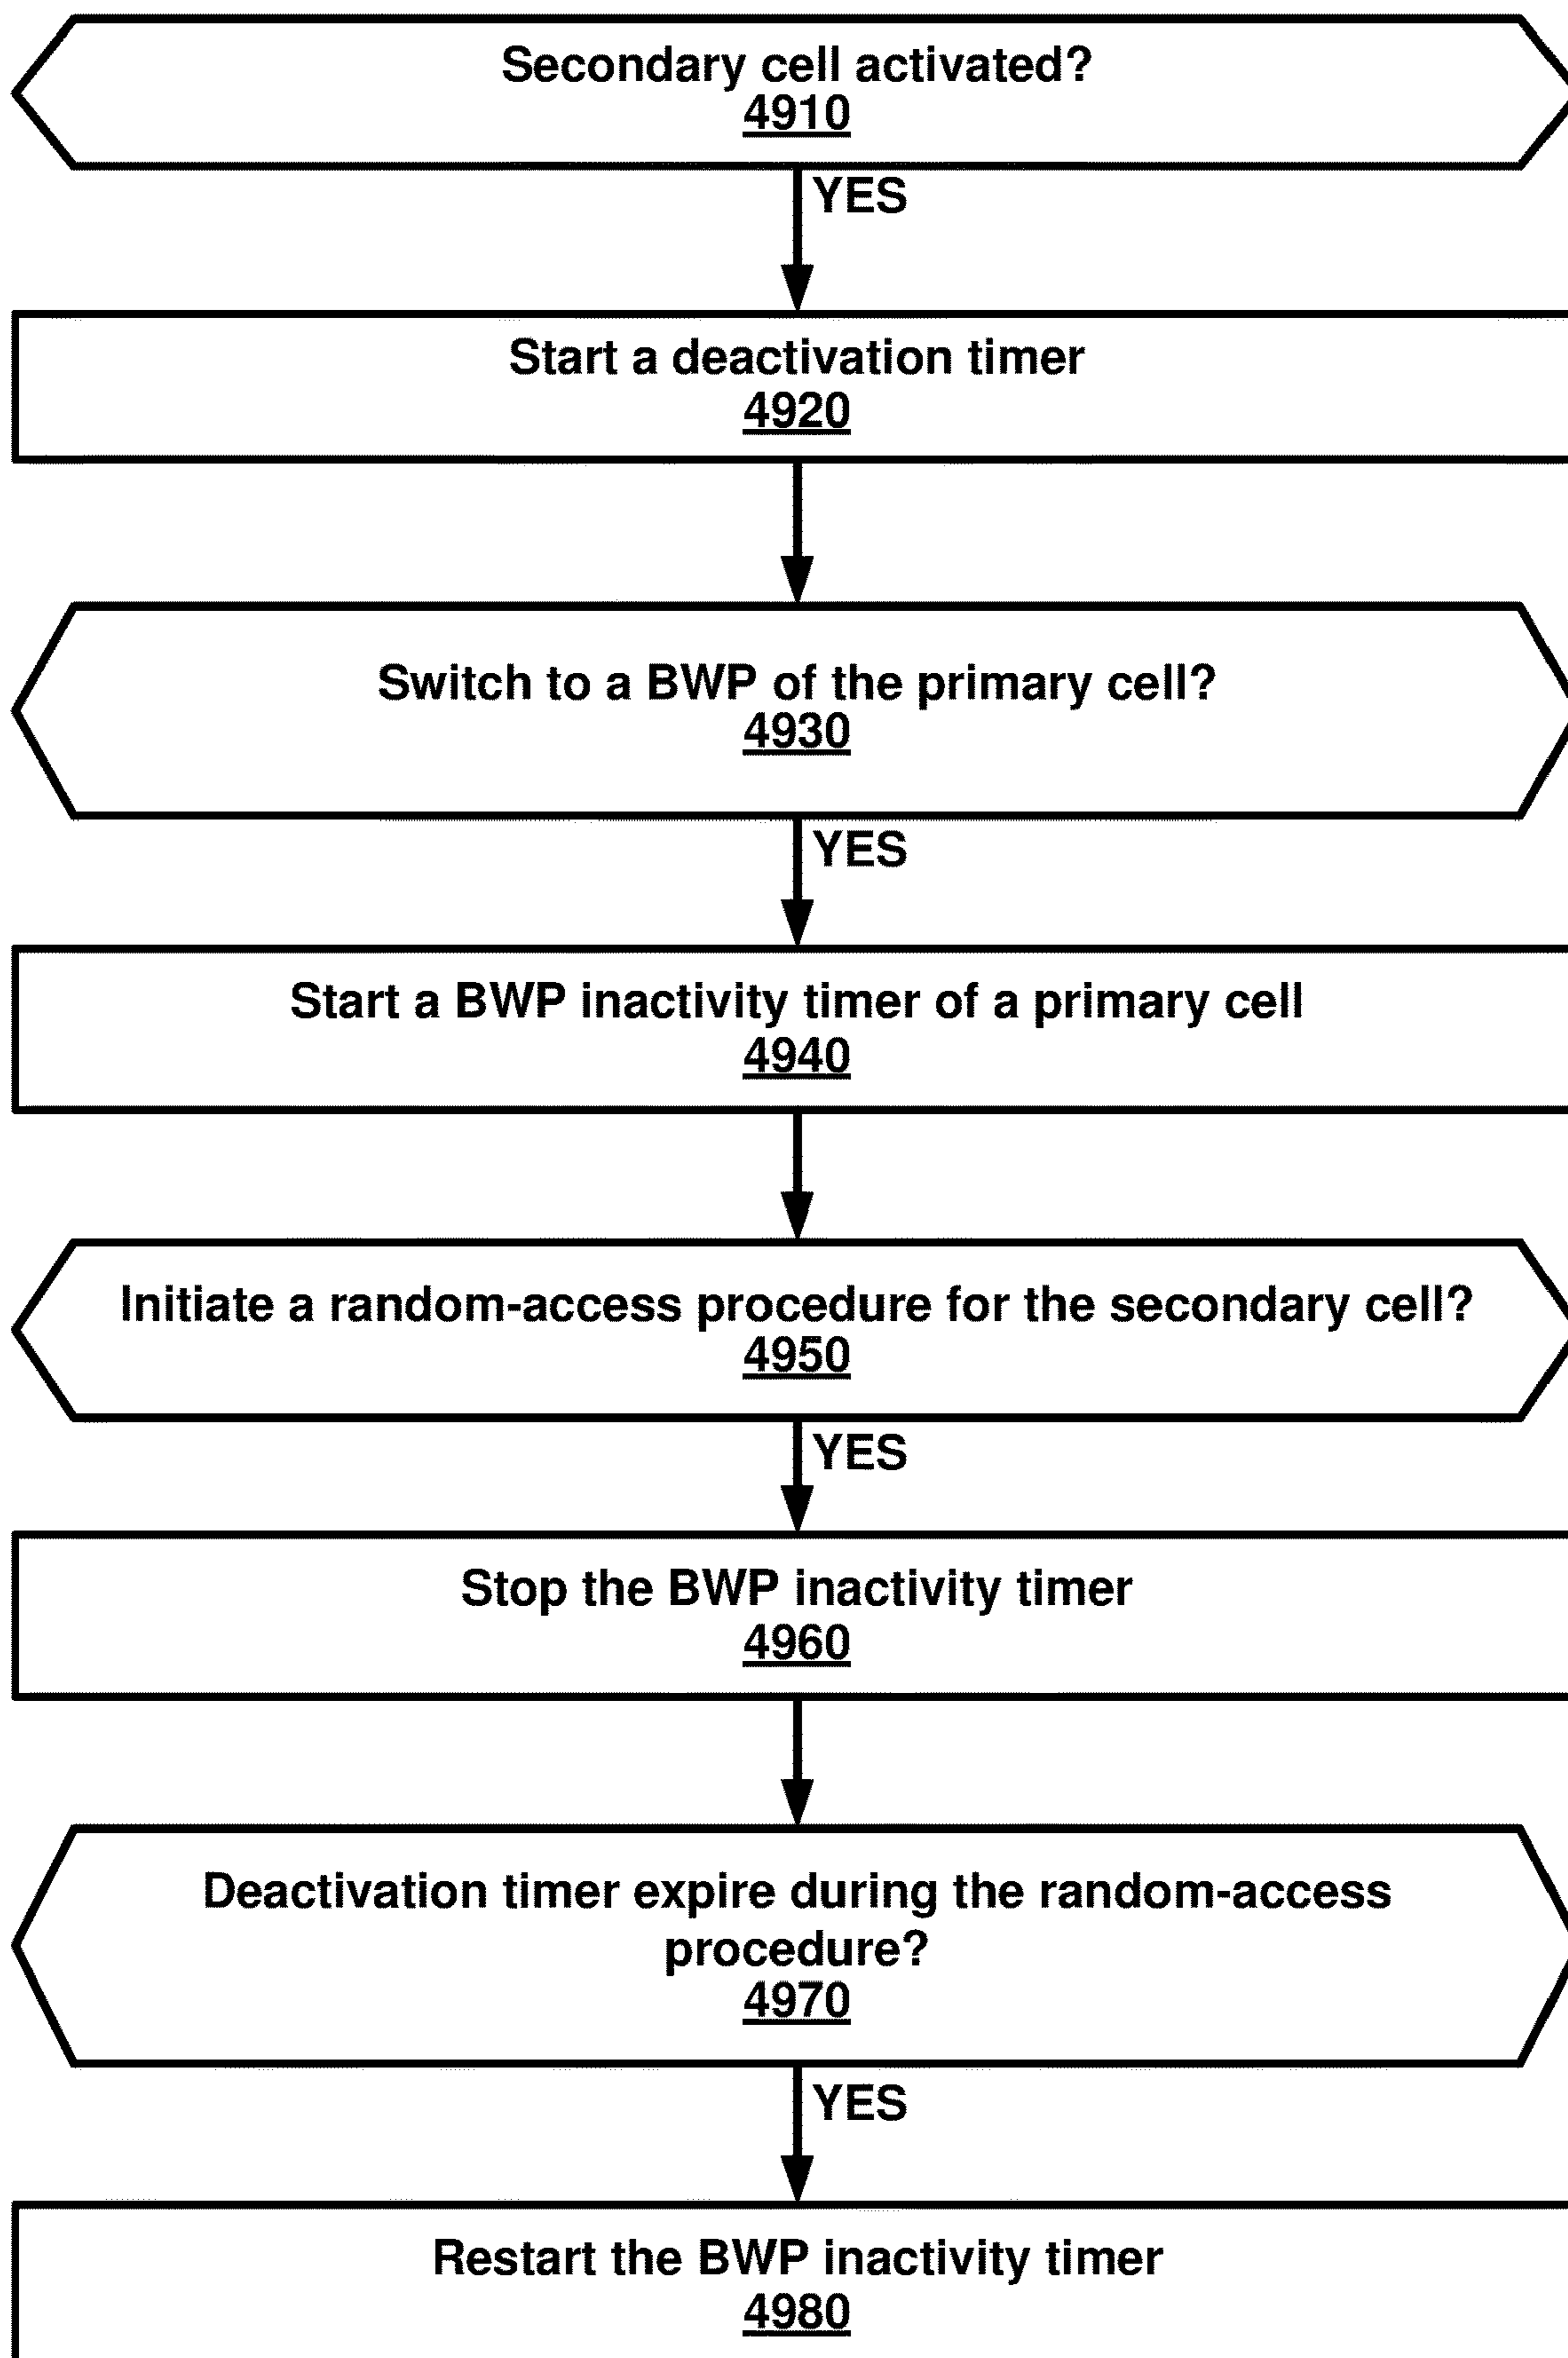 Secondary cell activated?
4910
YES
Start a deactivation timer
4920
Switch to a BWP of the primary cell?
4930
YES
Start a BWP inactivity timer of a primary cell
4940
Initiate a random-access procedure for the secondary cell?
4950
YES
Stop the BWP inactivity timer
4960
Deactivation timer expire during the random-access
procedure?
4970
YES
Restart the BWP inactivity timer
4980